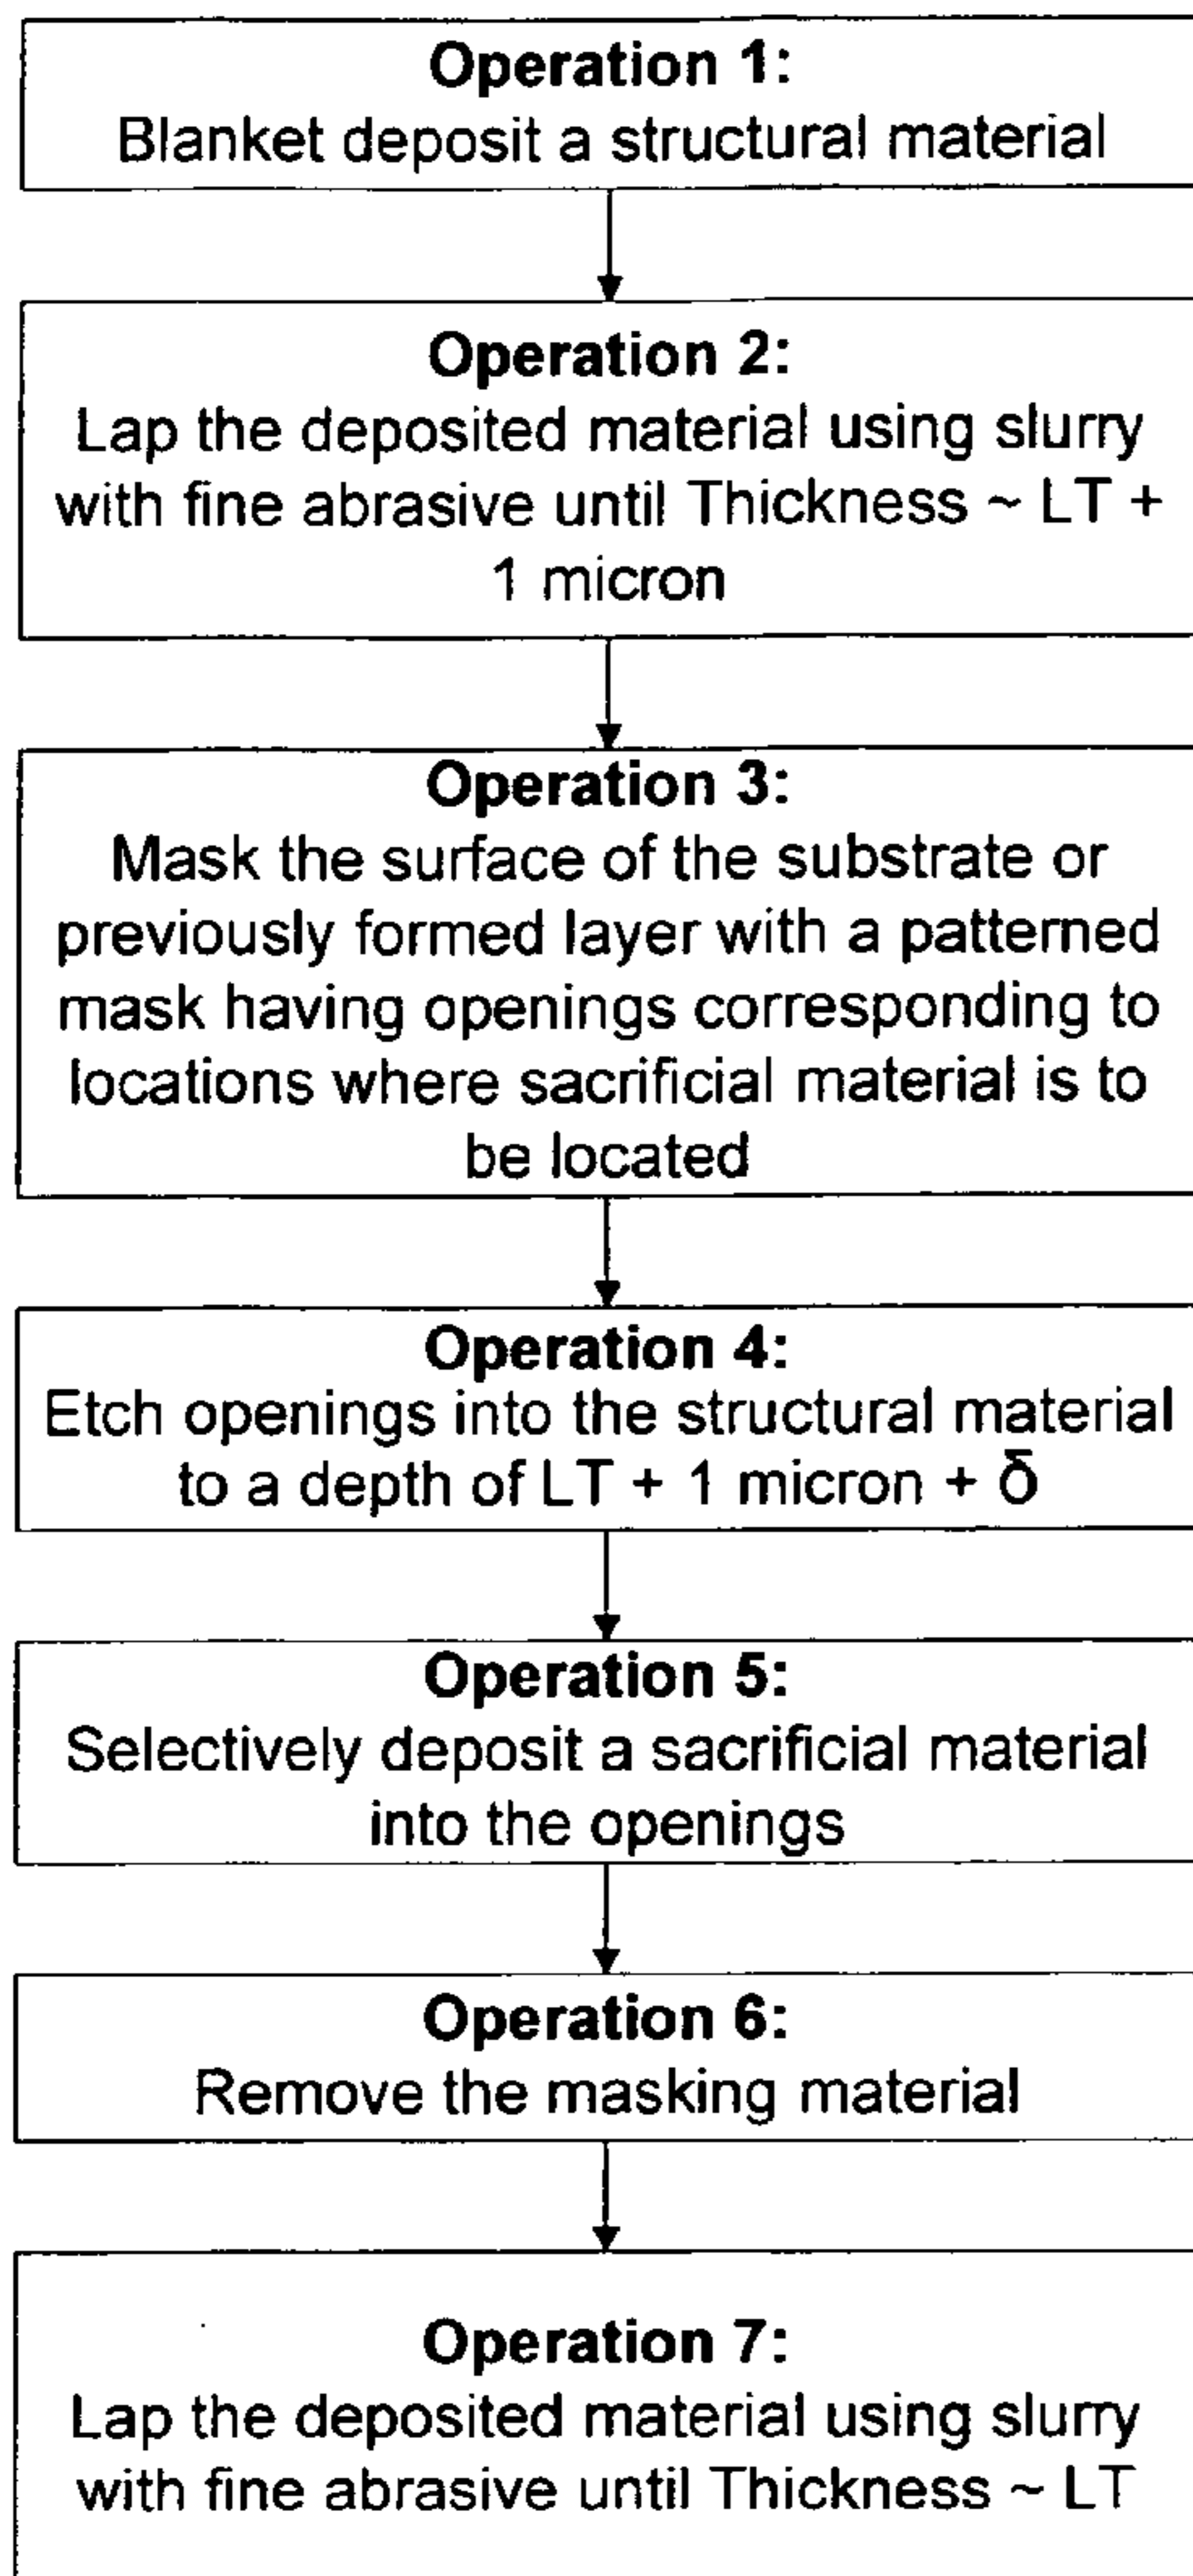 Operation 1:
Blanket deposit a structural material
Operation 2:
Lap the deposited material using slurry
with fine abrasive until Thickness ~ LT +
1 micron
Operation 3:
Mask the surface of the substrate or
previously formed layer with a patterned
mask having openings corresponding to
locations where sacrificial material is to
be located
Operation 4:
Etch openings into the structural material
to a depth of LT + 1 micron + δ
Operation 5:
Selectively deposit a sacrificial material
into the openings
Operation 6:
Remove the masking material
Operation 7:
Lap the deposited material using slurry
with fine abrasive until Thickness ~ LT